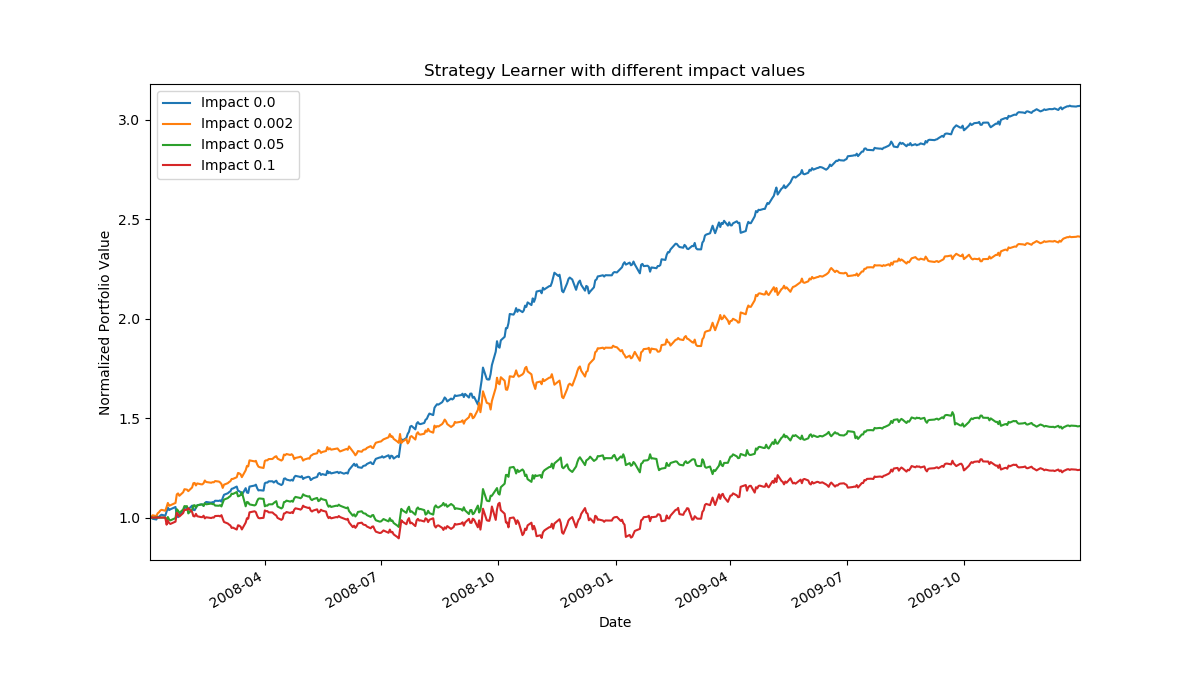 Strategy Learner with different impact values
Impact 0.0
Impact 0.002
Impact 0.05
Impact 0.1
Normalized Portfolio Value
3.0
2.5
2.0
1.5
1.0
2008-04
2008-07
2008-10
2009-01
2009-04
2009-07
2009-10
Date